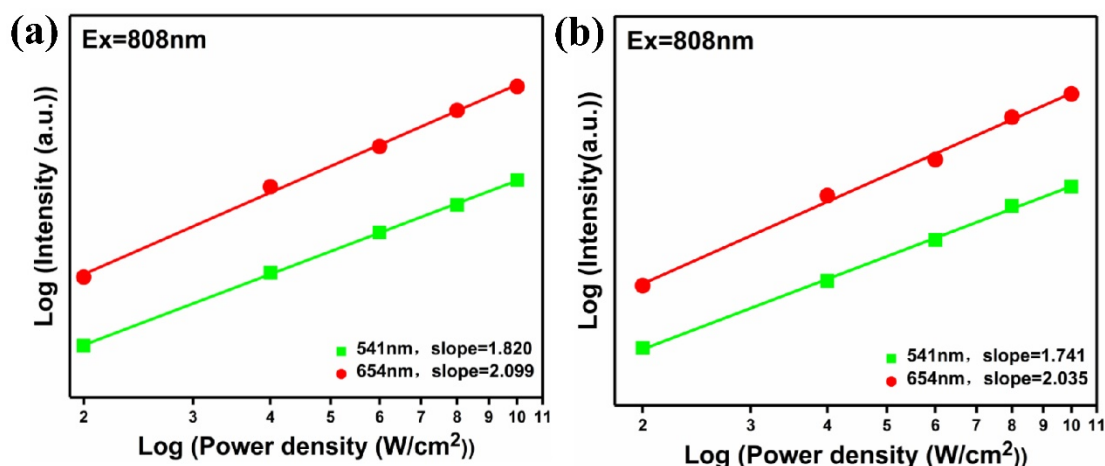 (a)
Ex=808nm
Log (Intensity (a.u.))
541nm, slope=1.820
654nm, slope=2.099
2 3 4 5 6 7 8 9 10 11
Log (Power density (W/cm²))
(b)
Ex=808nm
Log (Intensity(a.u.))
541nm, slope=1.741
654nm, slope=2.035
2 3 4 5 6 7 8 9 10 11
Log (Power density (W/cm²))